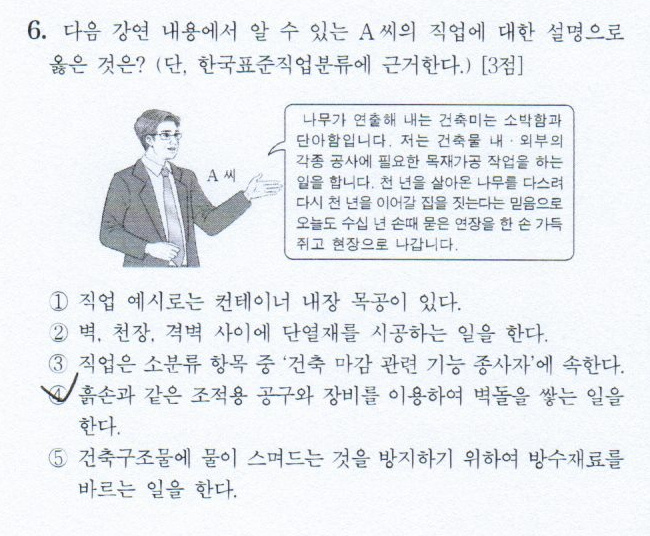 6. 다음 강연 내용에서 알 수 있는 A씨의 직업에 대한 설명으로
옳은 것은? (단, 한국표준직업분류에 근거한다.) [3점]
A 씨
나무가 연출해 내는 건축미는 소박함과
단아함입니다. 저는 건축물 내·외부의
각종 공사에 필요한 목재가공 작업을 하는
일을 합니다. 천 년을 살아온 나무를 다스려
다시 천 년을 이어갈 집을 짓는다는 믿음으로
오늘도 수십 년 손때 묻은 연장을 한 손 가득
쥐고 현장으로 나갑니다.
① 직업 예시로는 컨테이너 내장 목공이 있다.
② 벽, 천장, 격벽 사이에 단열재를 시공하는 일을 한다.
③ 직업은 소분류 항목 중 ‘건축 마감 관련 기능 종사자’에 속한다.
④ 흙손과 같은 조적용 공구와 장비를 이용하여 벽돌을 쌓는 일을
한다.
⑤ 건축구조물에 물이 스며드는 것을 방지하기 위하여 방수재료를
바르는 일을 한다.